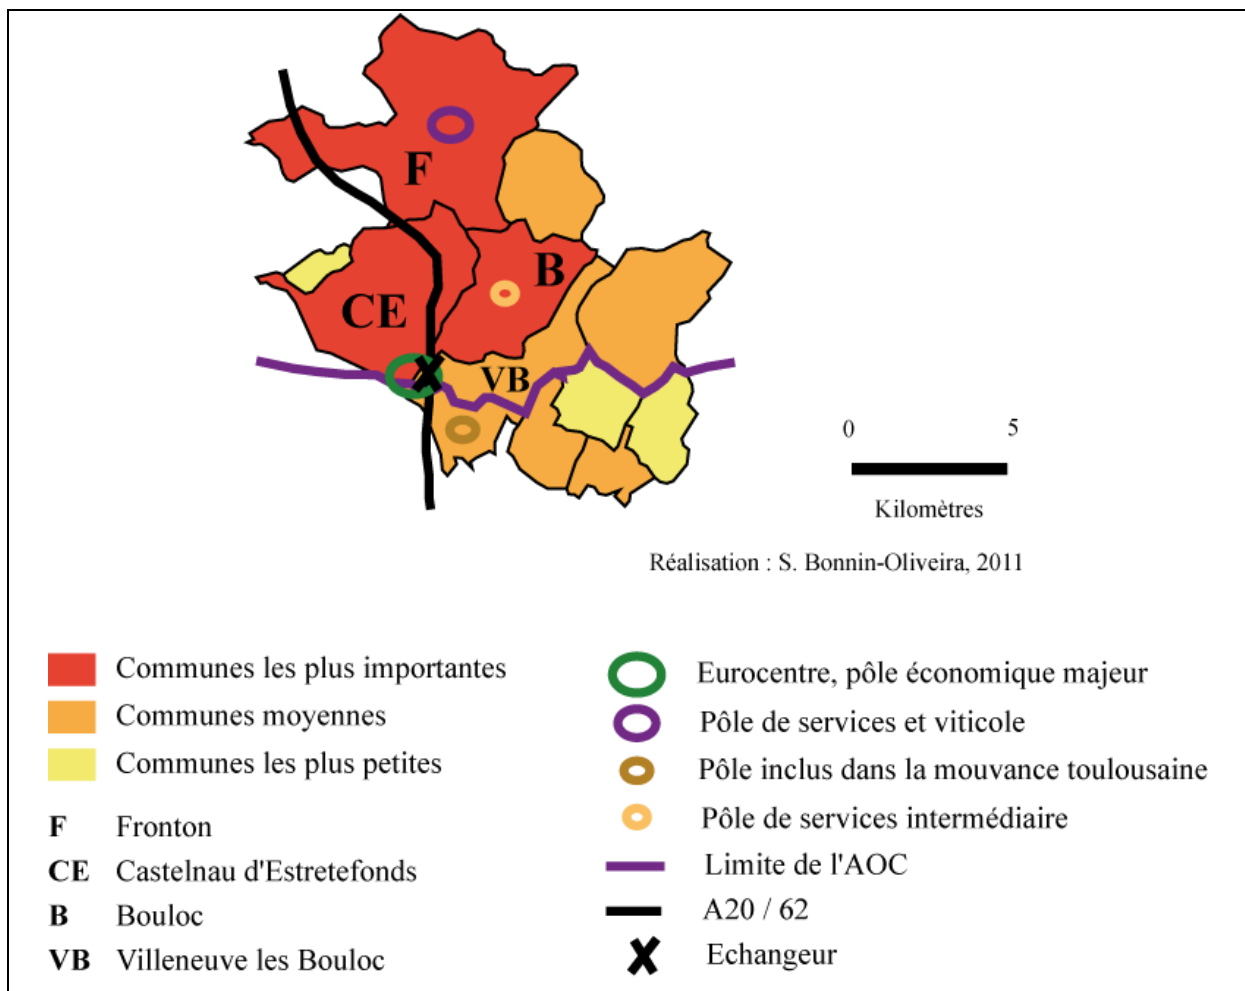 F
B
CE
VB
0 5
Kilomètres
Réalisation : S. Bonnin-Oliveira, 2011
Communes les plus importantes
Communes moyennes
Communes les plus petites
F Fronton
CE Castelnau d'Estretefonds
B Bouloc
VB Villeneuve les Bouloc
Eurocentre, pôle économique majeur
Pôle de services et viticole
Pôle inclus dans la mouvance toulousaine
Pôle de services intermédiaire
Limite de l'AOC
A20 / 62
Echangeur